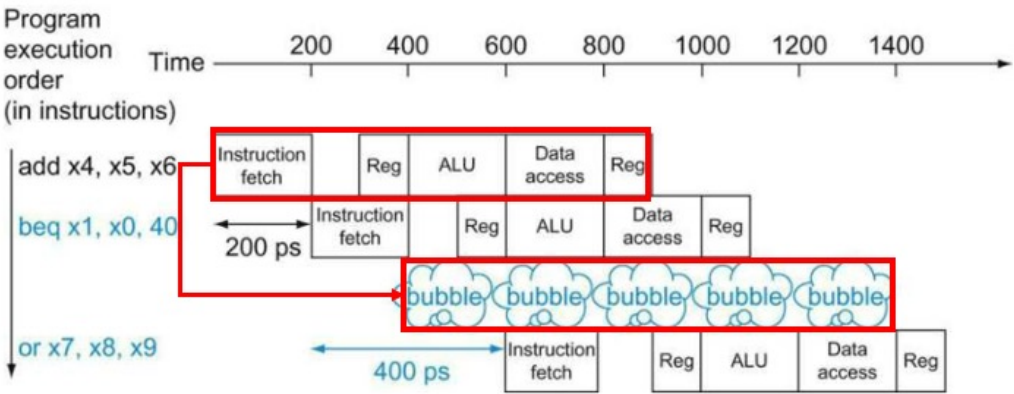 Program
execution
order
(in instructions)
Time
200 400 600 800 1000 1200 1400
add x4, x5, x6
Instruction
fetch
Reg
ALU
Data
access
Reg
beq x1, x0, 40
200 ps
Instruction
fetch
Reg
ALU
Data
access
Reg
bubble bubble bubble bubble bubble
or x7, x8, x9
400 ps
Instruction
fetch
Reg
ALU
Data
access
Reg